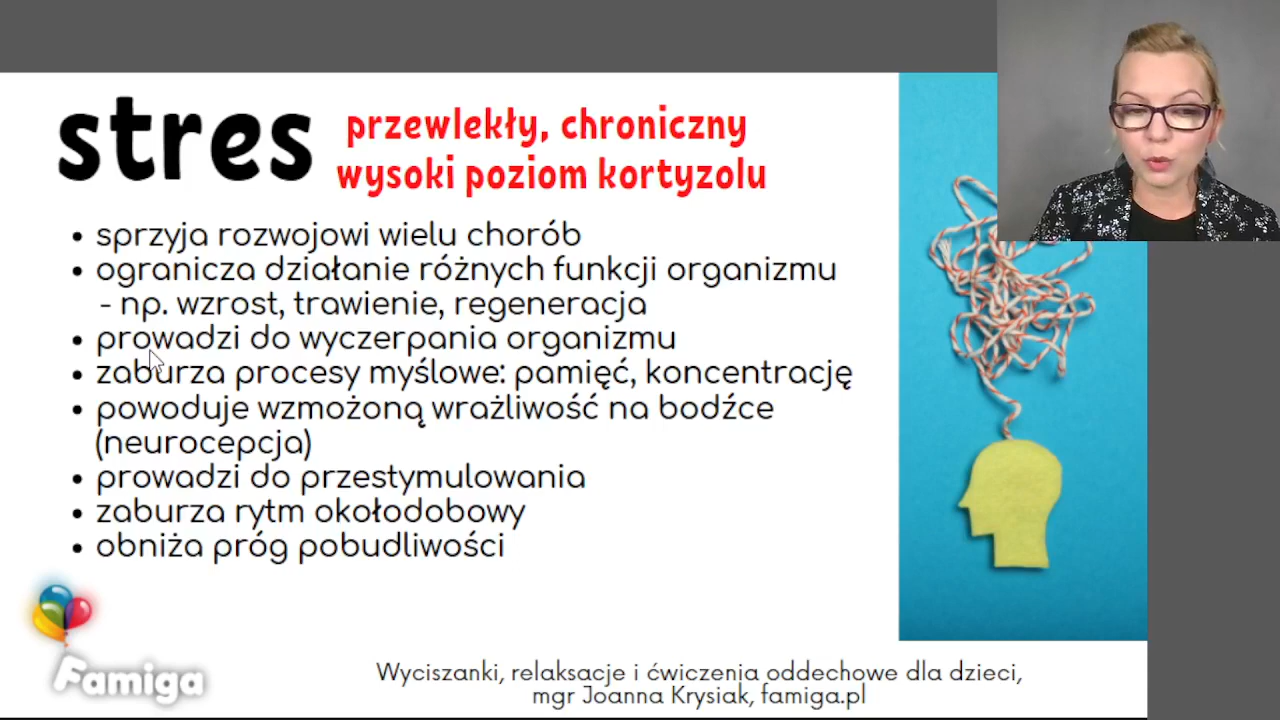 stres
przewlekły, chroniczny
wysoki poziom kortyzolu
• sprzyja rozwojowi wielu chorób
• ogranicza działanie różnych funkcji organizmu
- np. wzrost, trawienie, regeneracja
• prowadzi do wyczerpania organizmu
• zaburza procesy myślowe: pamięć, koncentrację
• powoduje wzmożoną wrażliwość na bodźce
(neurocepcja)
• prowadzi do przestymulowania
• zaburza rytm okołodobowy
• obniża próg pobudliwości
Famiga
Wyciszanki, relaksacje i ćwiczenia oddechowe dla dzieci,
mgr Joanna Krysiak, famiga.pl